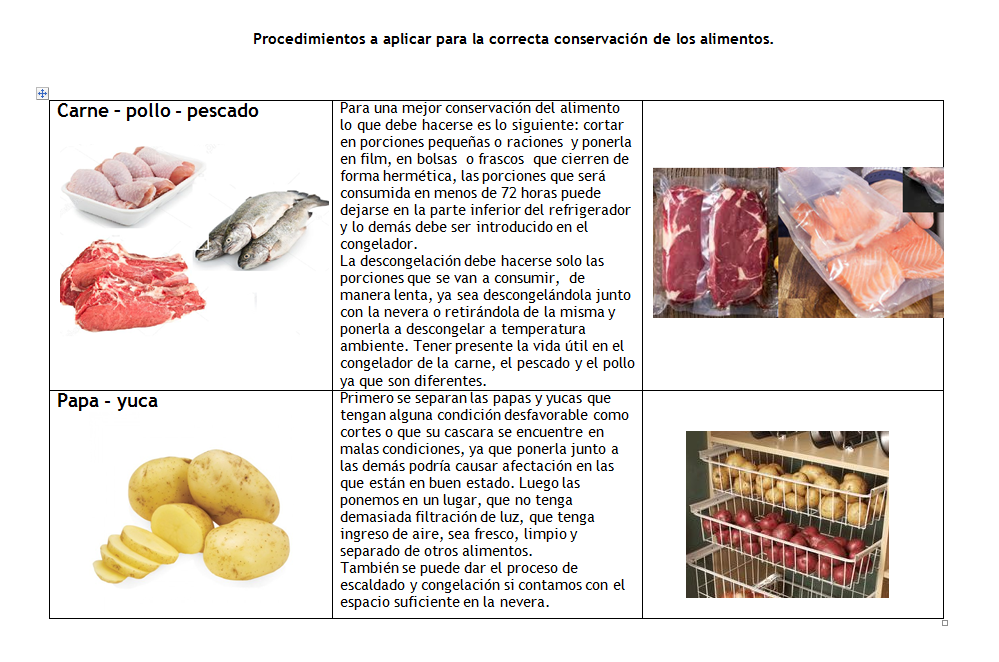 Procedimientos a aplicar para la correcta conservación de los alimentos.
Carne – pollo - pescado
Para una mejor conservación del alimento
lo que debe hacerse es lo siguiente: cortar
en porciones pequeñas o raciones y ponerla
en film, en bolsas o frascos que cierren de
forma hermética, las porciones que será
consumida en menos de 72 horas puede
dejarse en la parte inferior del refrigerador
y lo demás debe ser introducido en el
congelador.
La descongelación debe hacerse solo las
porciones que se van a consumir, de
manera lenta, ya sea descongelándola junto
con la nevera o retirándola de la misma y
ponerla a descongelar a temperatura
ambiente. Tener presente la vida útil en el
congelador de la carne, el pescado y el pollo
ya que son diferentes.
Papa - yuca
Primero se separan las papas y yucas que
tengan alguna condición desfavorable como
cortes o que su cascara se encuentre en
malas condiciones, ya que ponerla junto a
las demás podría causar afectación en las
que están en buen estado. Luego las
ponemos en un lugar, que no tenga
demasiada filtración de luz, que tenga
ingreso de aire, sea fresco, limpio y
separado de otros alimentos.
También se puede dar el proceso de
escaldado y congelación si contamos con el
espacio suficiente en la nevera.